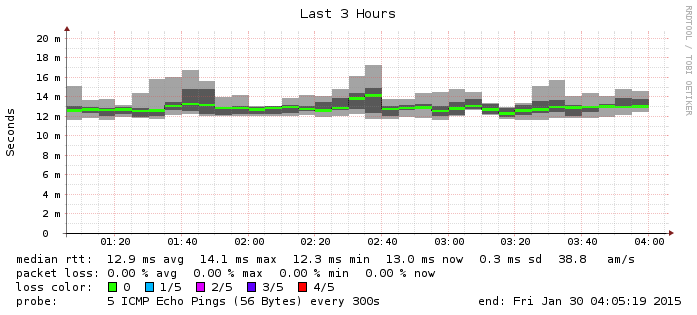 Last 3 Hours
RRDTOOL / TOBI OETIKER
Seconds
20 m
18 m
16 m
14 m
12 m
10 m
8 m
6 m
4 m
2 m
0
01:20 01:40 02:00 02:20 02:40 03:00 03:20 03:40 04:00
median rtt: 12.9 ms avg 14.1 ms max 12.3 ms min 13.0 ms now 0.3 ms sd 38.8 am/s
packet loss: 0.00 % avg 0.00 % max 0.00 % min 0.00 % now
loss color: 0 1/5 2/5 3/5 4/5
probe: 5 ICMP Echo Pings (56 Bytes) every 300s end: Fri Jan 30 04:05:19 2015